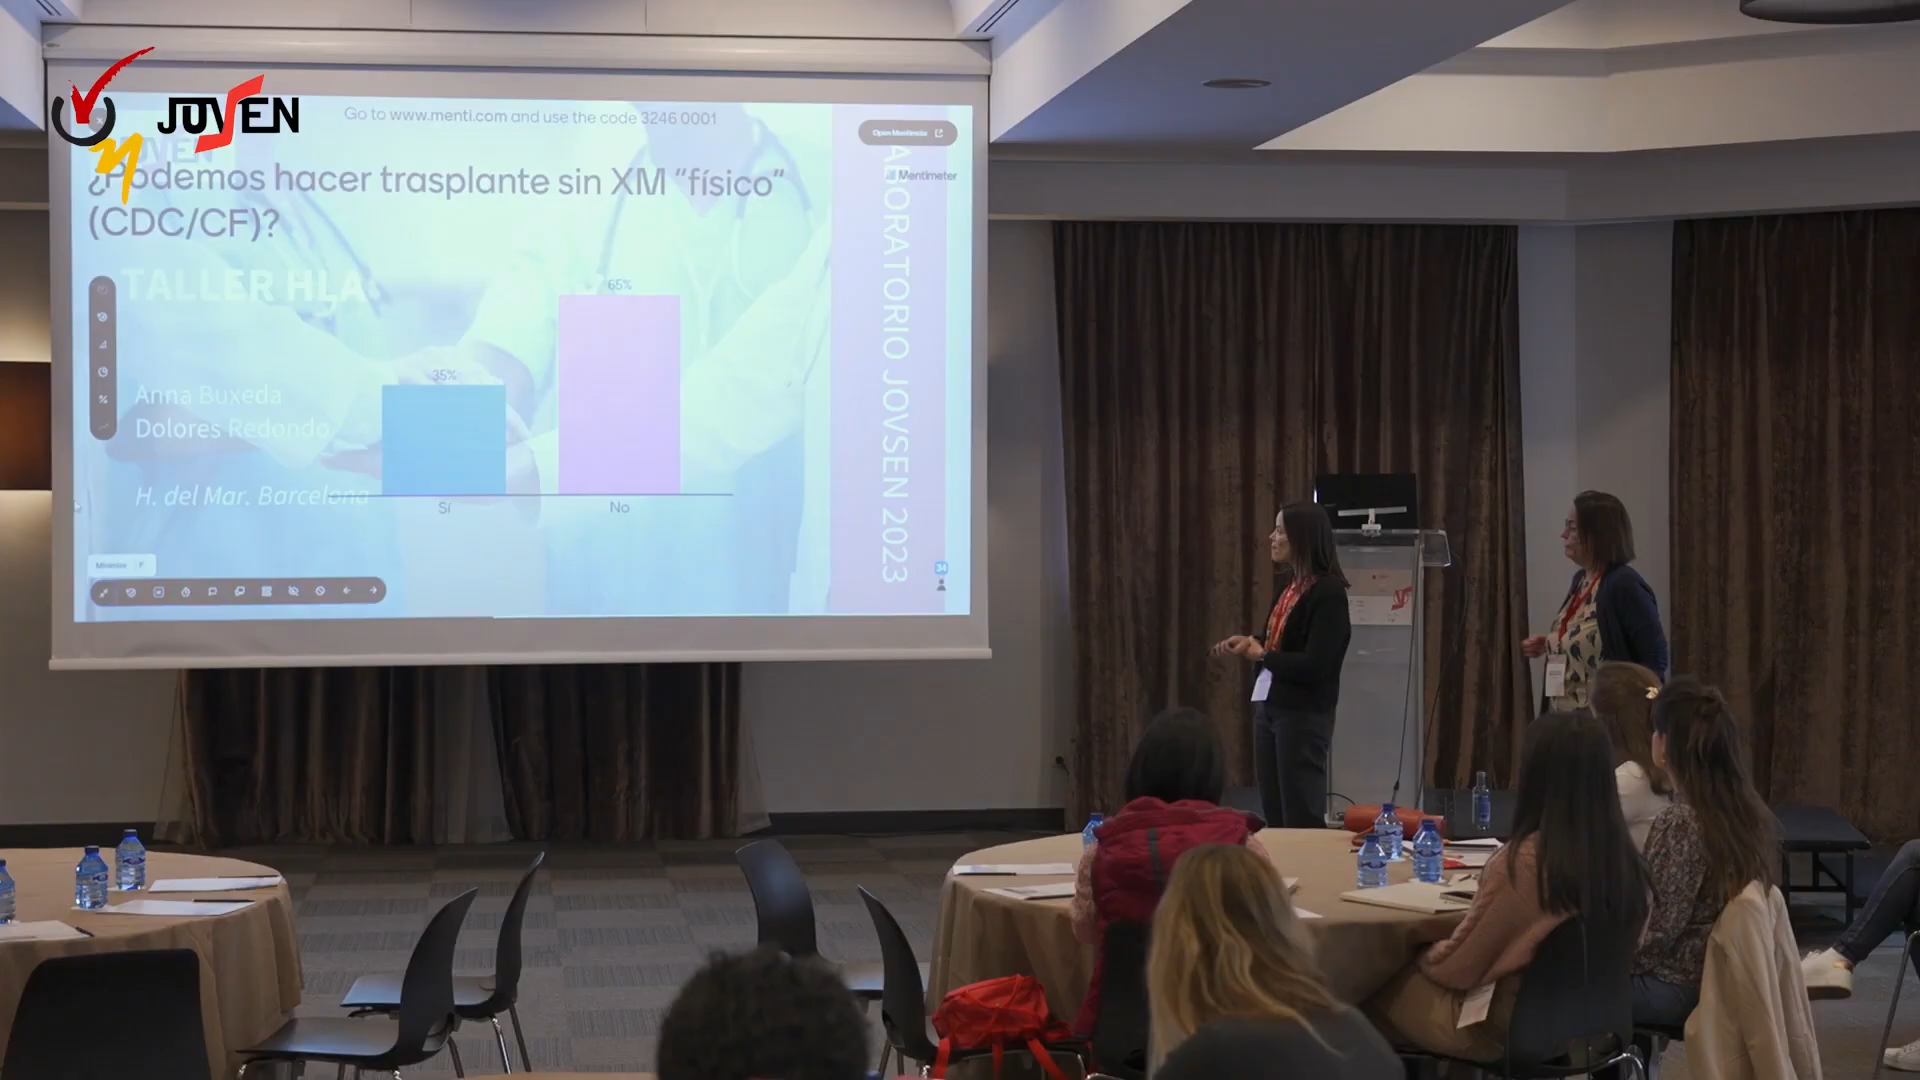 JOVSEN
Go to www.menti.com and use the code 3246 0001
Open Mentimeter
Mentimeter
¿Podemos hacer trasplante sin XM “físico”
(CDC/CF)?
TALLER HLA
65%
35%
Anna Buxeda
Dolores Redondo
H. del Mar. Barcelona
Sí
No
LABORATORIO JOVSEN 2023
Minimize F
34